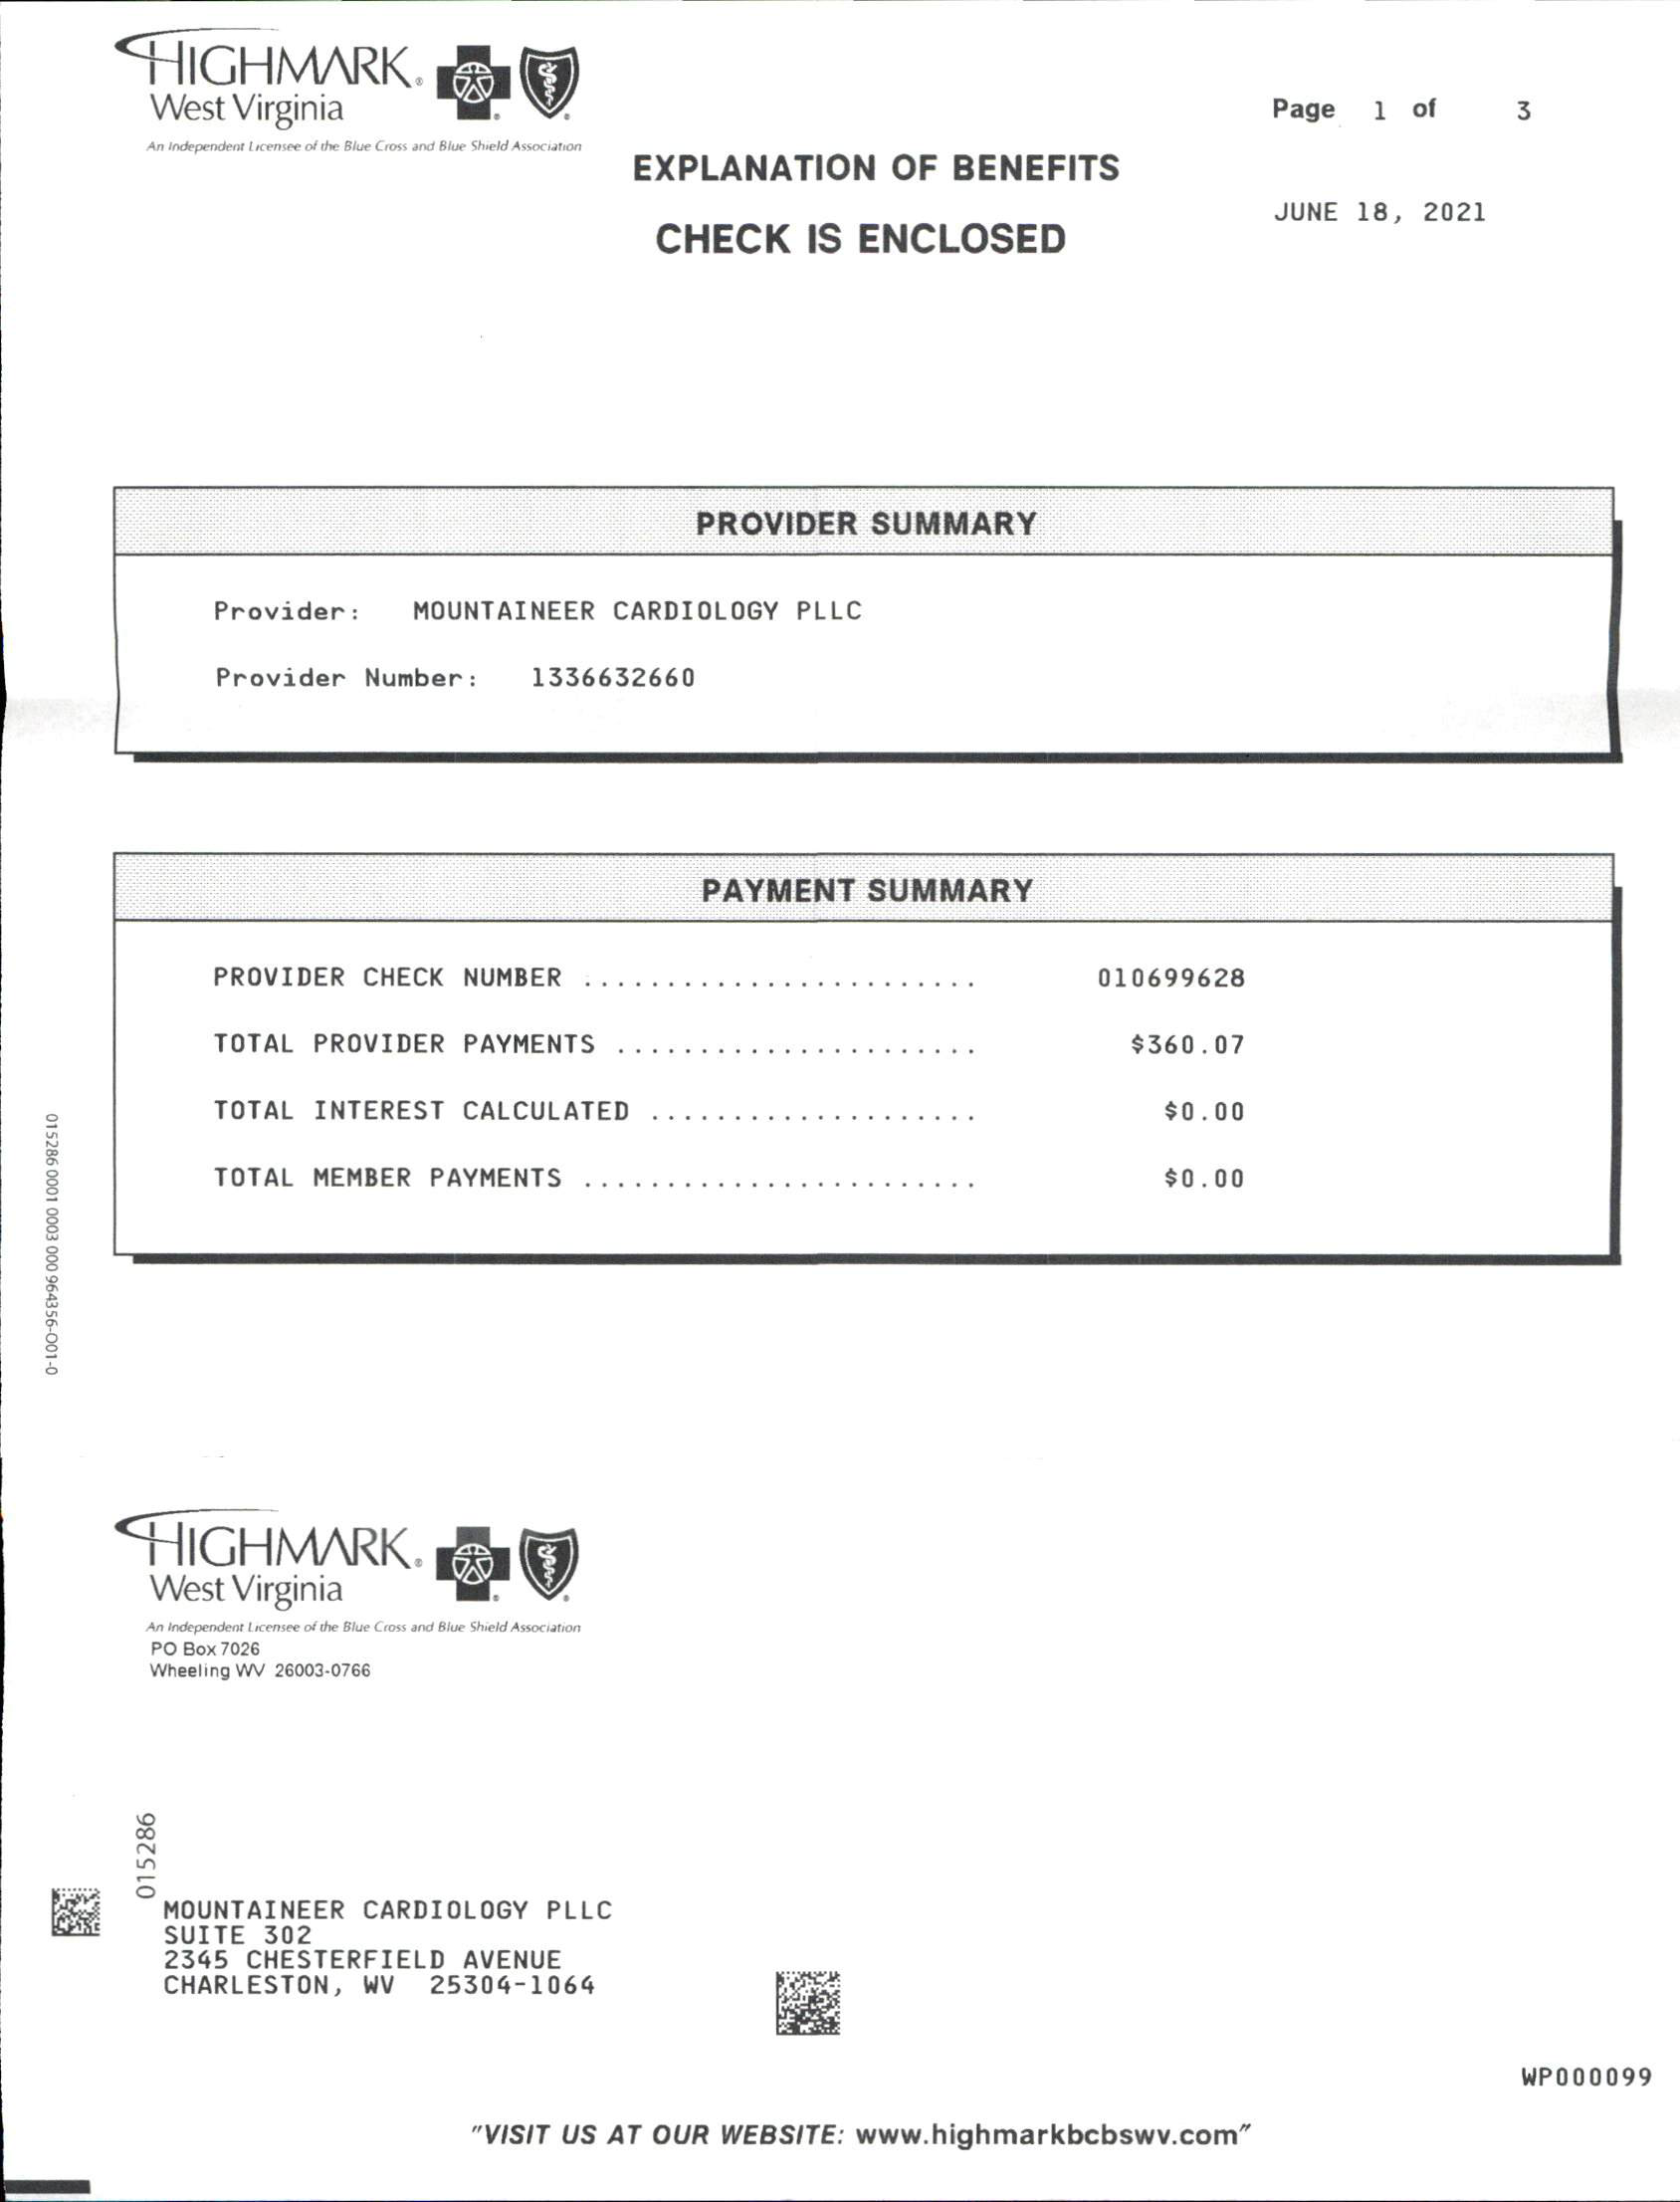 HIGHMARK®
West Virginia
An Independent Licensee of the Blue Cross and Blue Shield Association
Page 1 of 3
EXPLANATION OF BENEFITS
JUNE 18, 2021
CHECK IS ENCLOSED
PROVIDER SUMMARY
Provider: MOUNTAINEER CARDIOLOGY PLLC
Provider Number: 1336632660
PAYMENT SUMMARY
PROVIDER CHECK NUMBER ........................ 010699628
TOTAL PROVIDER PAYMENTS ...................... $360.07
TOTAL INTEREST CALCULATED .................... $0.00
TOTAL MEMBER PAYMENTS ........................ $0.00
015286 0001 0003 000 964356-O01-0
HIGHMARK®
West Virginia
An Independent Licensee of the Blue Cross and Blue Shield Association
PO Box 7026
Wheeling WV 26003-0766
015286
MOUNTAINEER CARDIOLOGY PLLC
SUITE 302
2345 CHESTERFIELD AVENUE
CHARLESTON, WV 25304-1064
WP000099
"VISIT US AT OUR WEBSITE: www.highmarkbcbswv.com"